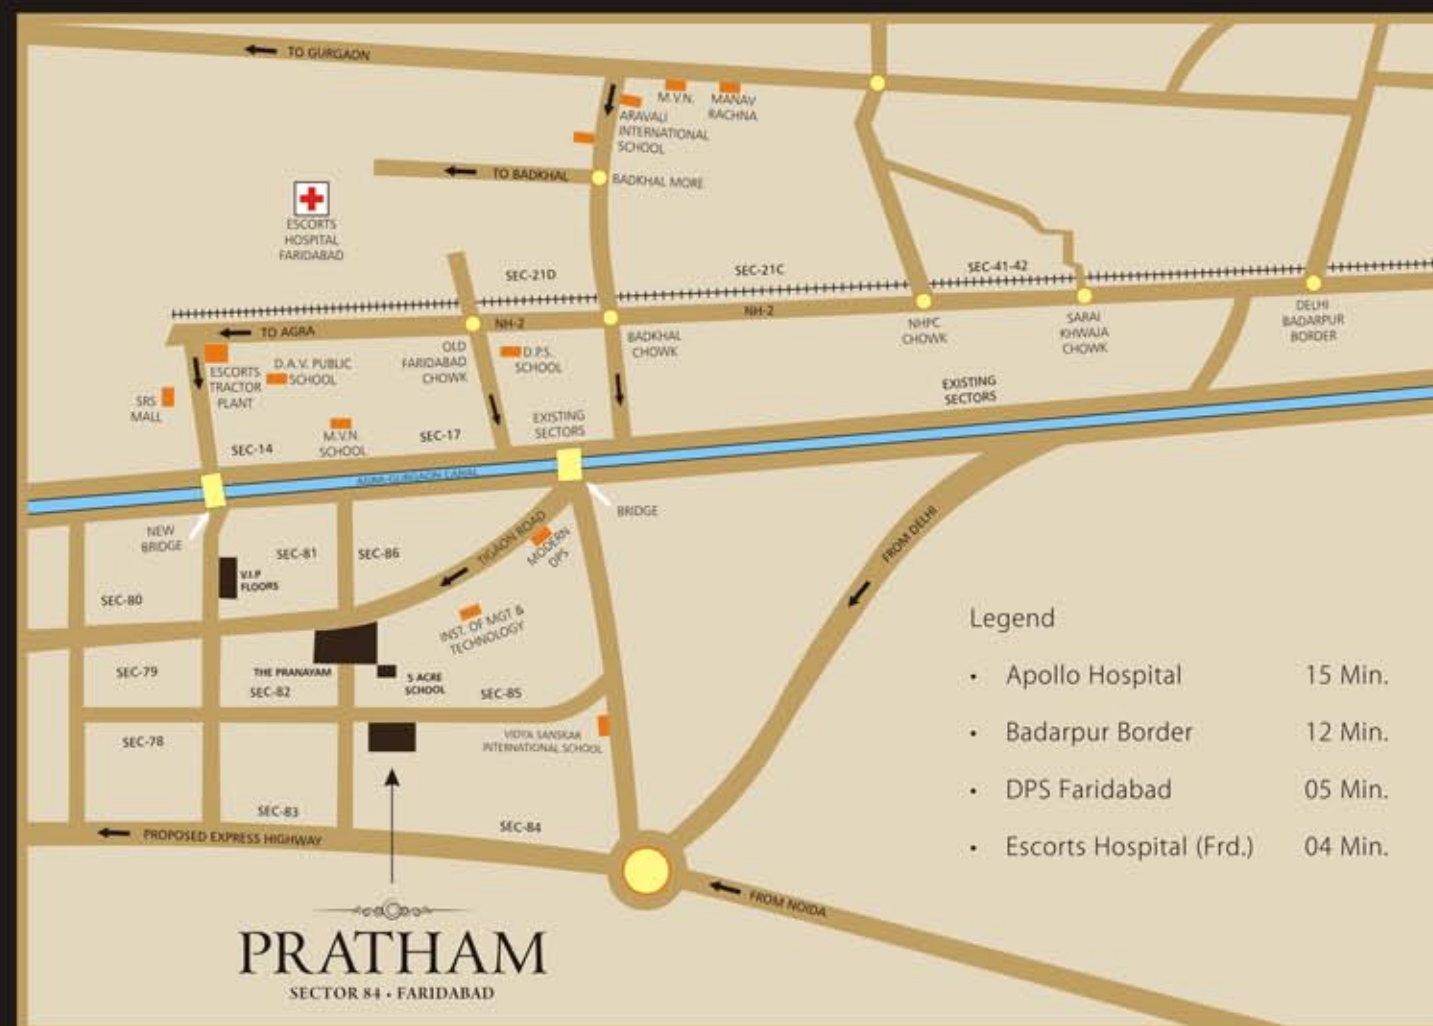 TO GURGAON
M.V.N.
MANAV
RACHNA
ARAVALI
INTERNATIONAL
SCHOOL
TO BADKHAL
BADKHAL MORE
ESCORTS
HOSPITAL
FARIDABAD
SEC-21D
SEC-21C
SEC-41-42
TO AGRA
NH-2
NH-2
OLD
FARIDABAD
CHOWK
BADKHAL
CHOWK
NHPC
CHOWK
SARAI
KHWAJA
CHOWK
DELHI
BADARPUR
BORDER
ESCORTS
TRACTOR
PLANT
D.A.V. PUBLIC
SCHOOL
D.P.S.
SCHOOL
SRS
MALL
M.V.N.
SCHOOL
SEC-14
SEC-17
EXISTING
SECTORS
EXISTING
SECTORS
AGRA-GURGAON CANAL
NEW
BRIDGE
BRIDGE
SEC-81
SEC-86
TIGAON ROAD
MODERN
DPS
FROM DELHI
V.I.P
FLOORS
SEC-80
INST. OF MGT &
TECHNOLOGY
SEC-79
THE PRANAYAM
SEC-82
5 ACRE
SCHOOL
SEC-85
SEC-78
VIDYA SANSKAR
INTERNATIONAL SCHOOL
SEC-83
SEC-84
PROPOSED EXPRESS HIGHWAY
FROM NOIDA
Legend
• Apollo Hospital 15 Min.
• Badarpur Border 12 Min.
• DPS Faridabad 05 Min.
• Escorts Hospital (Frd.) 04 Min.
PRATHAM
SECTOR 84 • FARIDABAD